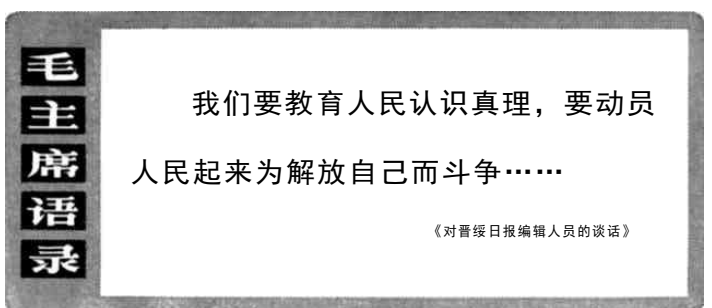 毛主席语录
我们要教育人民认识真理，要动员
人民起来为解放自己而斗争……
《对晋绥日报编辑人员的谈话》